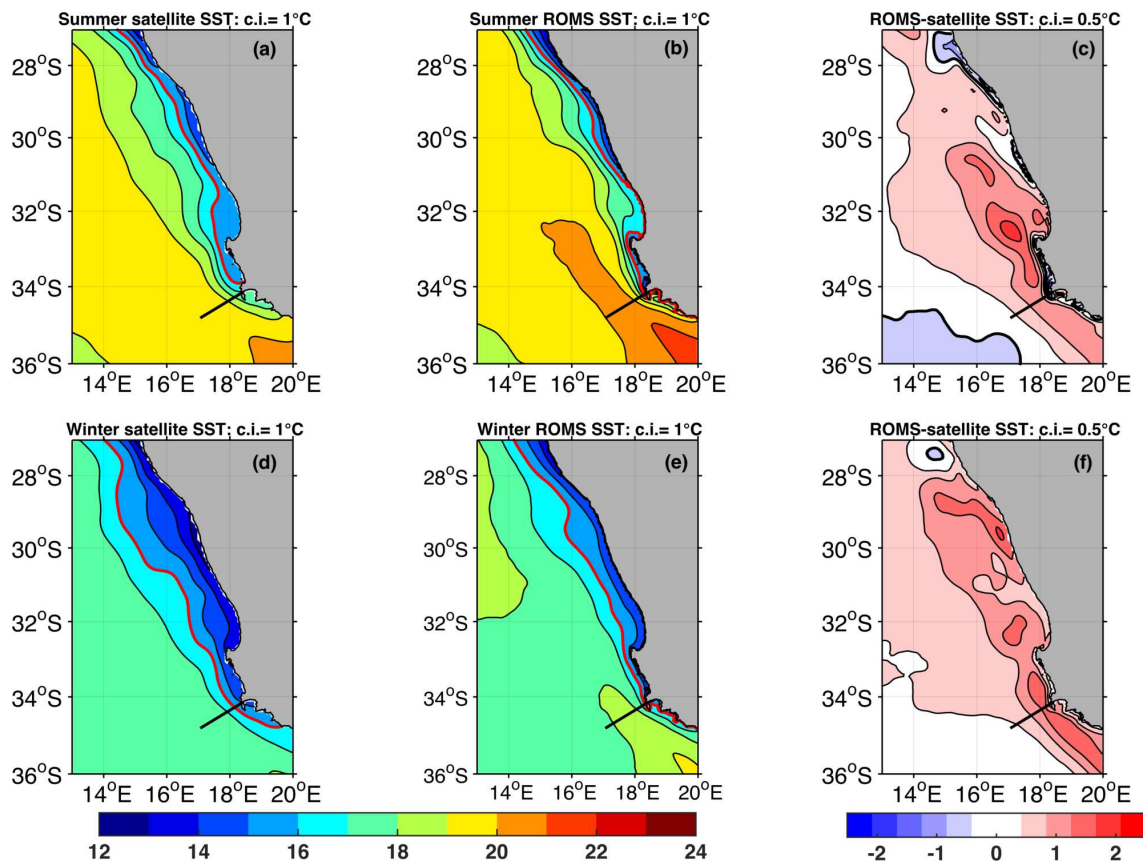 Summer satellite SST: c.i.= 1°C
Summer ROMS SST; c.i.= 1°C
ROMS-satellite SST: c.i.= 0.5°C
(a)
(b)
(c)
28°S
30°S
32°S
34°S
36°S
14°E
16°E
18°E
20°E
28°S
30°S
32°S
34°S
36°S
14°E
16°E
18°E
20°E
28°S
30°S
32°S
34°S
36°S
14°E
16°E
18°E
20°E
Winter satellite SST: c.i.= 1°C
Winter ROMS SST: c.i.= 1°C
ROMS-satellite SST: c.i.= 0.5°C
(d)
(e)
(f)
28°S
30°S
32°S
34°S
36°S
14°E
16°E
18°E
20°E
28°S
30°S
32°S
34°S
36°S
14°E
16°E
18°E
20°E
28°S
30°S
32°S
34°S
36°S
14°E
16°E
18°E
20°E
12 14 16 18 20 22 24
-2 -1 0 1 2